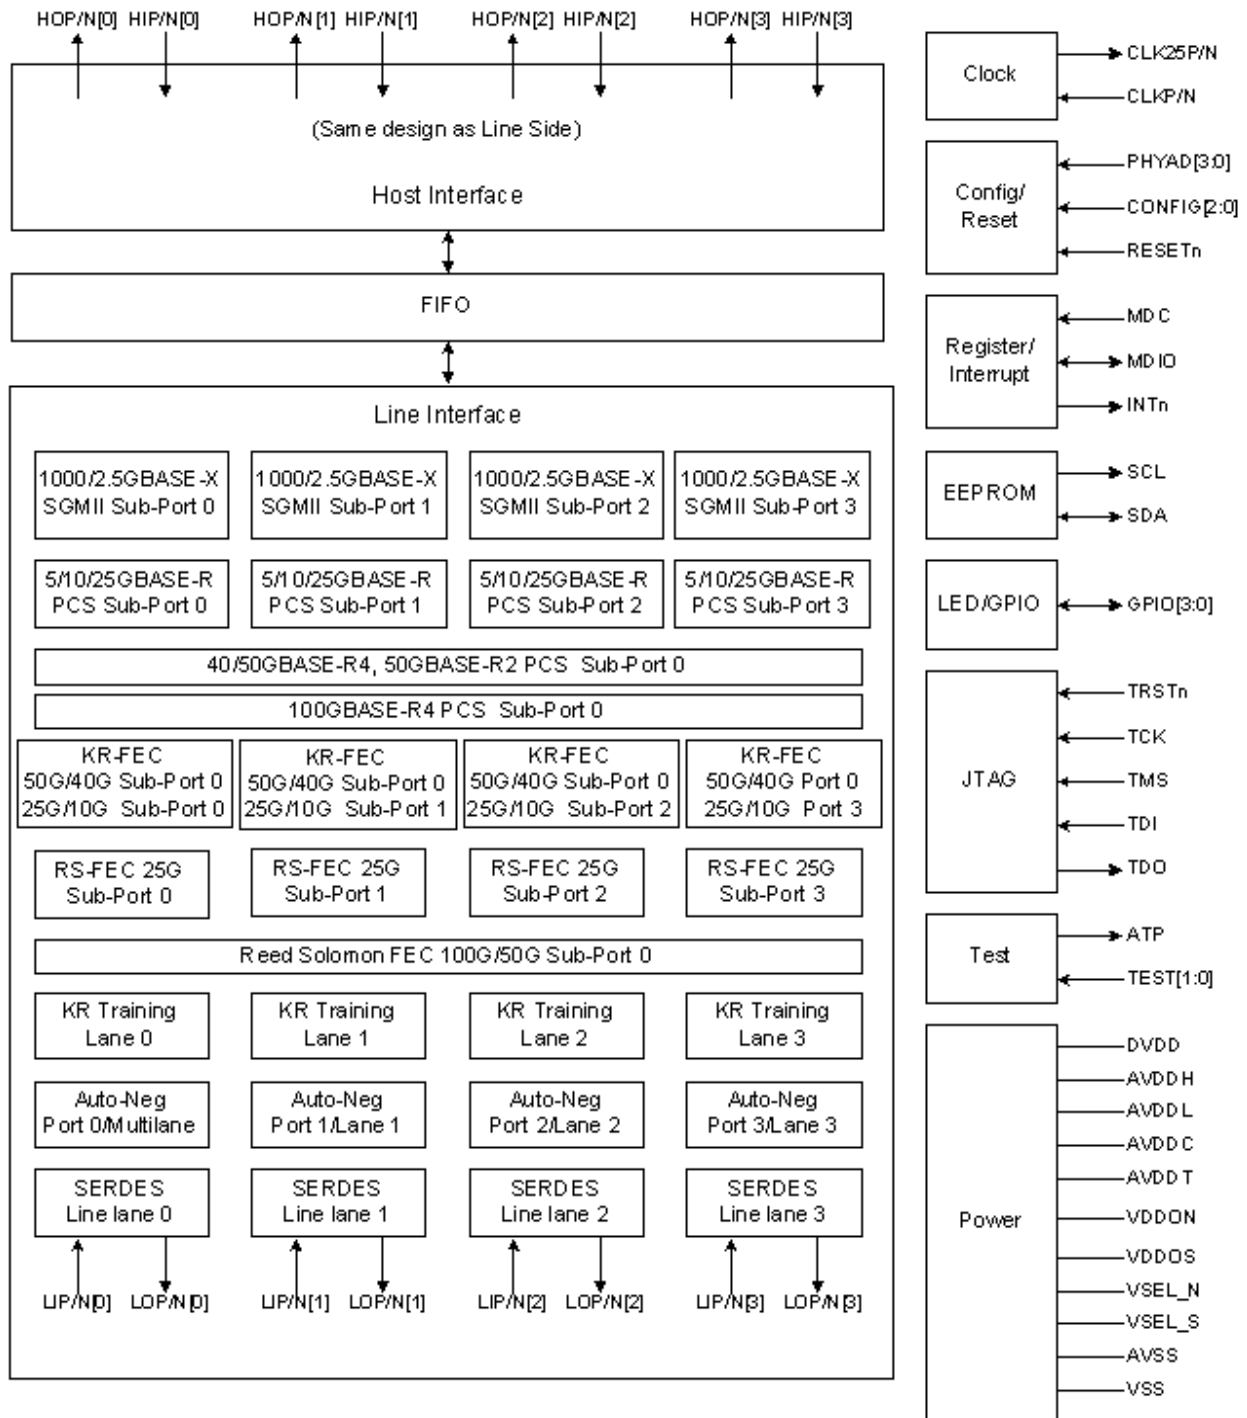 HOP/N[0] HIP/N[0] HOP/N[1] HIP/N[1] HOP/N[2] HIP/N[2] HOP/N[3] HIP/N[3]
(Same design as Line Side)
Host Interface
FIFO
Line Interface
1000/2.5GBASE-X
SGMII Sub-Port 0
1000/2.5GBASE-X
SGMII Sub-Port 1
1000/2.5GBASE-X
SGMII Sub-Port 2
1000/2.5GBASE-X
SGMII Sub-Port 3
5/10/25GBASE-R
PCS Sub-Port 0
5/10/25GBASE-R
PCS Sub-Port 1
5/10/25GBASE-R
PCS Sub-Port 2
5/10/25GBASE-R
PCS Sub-Port 3
40/50GBASE-R4, 50GBASE-R2 PCS Sub-Port 0
100GBASE-R4 PCS Sub-Port 0
KR-FEC
50G/40G Sub-Port 0
25G/10G Sub-Port 0
KR-FEC
50G/40G Sub-Port 0
25G/10G Sub-Port 1
KR-FEC
50G/40G Sub-Port 0
25G/10G Sub-Port 2
KR-FEC
50G/40G Port 0
25G/10G Port 3
RS-FEC 25G
Sub-Port 0
RS-FEC 25G
Sub-Port 1
RS-FEC 25G
Sub-Port 2
RS-FEC 25G
Sub-Port 3
Reed Solomon FEC 100G/50G Sub-Port 0
KR Training
Lane 0
KR Training
Lane 1
KR Training
Lane 2
KR Training
Lane 3
Auto-Neg
Port 0/Multilane
Auto-Neg
Port 1/Lane 1
Auto-Neg
Port 2/Lane 2
Auto-Neg
Port 3/Lane 3
SERDES
Line lane 0
SERDES
Line lane 1
SERDES
Line lane 2
SERDES
Line lane 3
LIP/N[0] LOP/N[0] LIP/N[1] LOP/N[1] LIP/N[2] LOP/N[2] LIP/N[3] LOP/N[3]
Clock
CLK25P/N
CLKP/N
Config/
Reset
PHYAD[3:0]
CONFIG[2:0]
RESETn
Register/
Interrupt
MDC
MDIO
INTn
EEPROM
SCL
SDA
LED/GPIO
GPIO[3:0]
JTAG
TRSTn
TCK
TMS
TDI
TDO
Test
ATP
TEST[1:0]
Power
DVDD
AVDDH
AVDDL
AVDDC
AVDDT
VDDON
VDDOS
VSEL_N
VSEL_S
AVSS
VSS